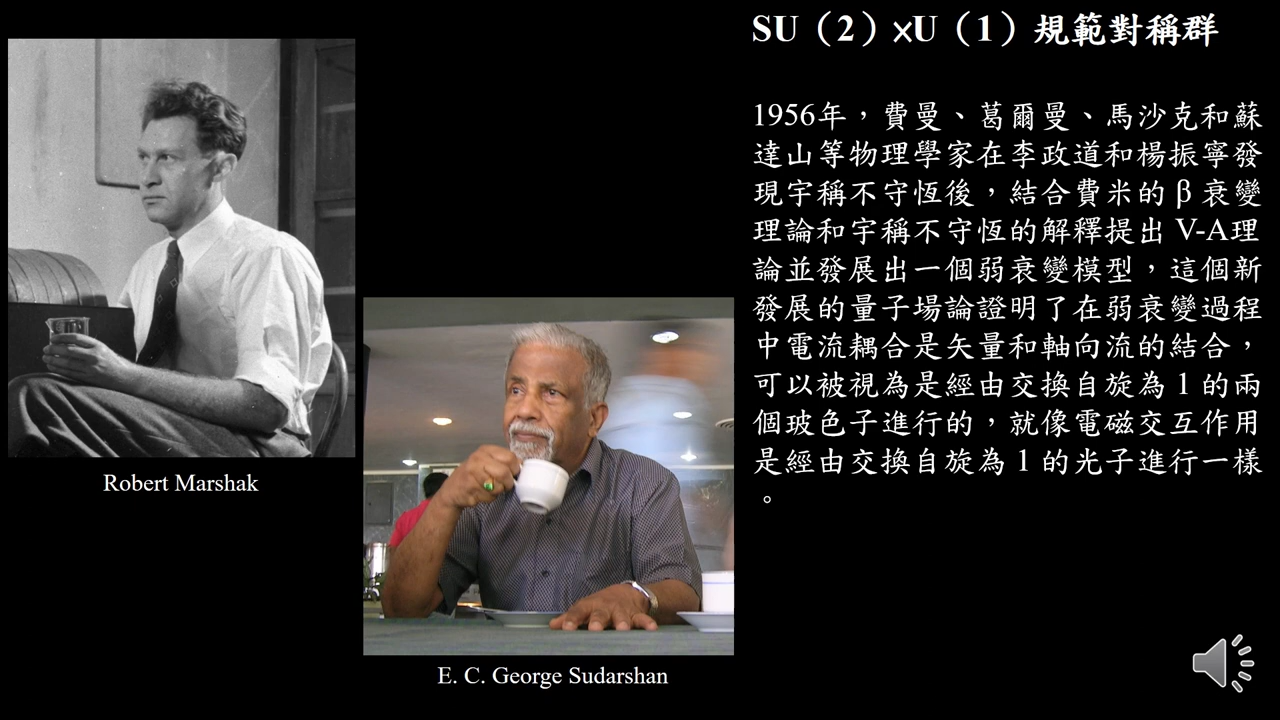 SU（2）×U（1）規範對稱群
1956年，費曼、葛爾曼、馬沙克和蘇
達山等物理學家在李政道和楊振寧發
現宇稱不守恆後，結合費米的 β 衰變
理論和宇稱不守恆的解釋提出 V-A理
論並發展出一個弱衰變模型，這個新
發展的量子場論證明了在弱衰變過程
中電流耦合是矢量和軸向流的結合，
可以被視為是經由交換自旋為 1 的兩
個玻色子進行的，就像電磁交互作用
是經由交換自旋為 1 的光子進行一樣
。
Robert Marshak
E. C. George Sudarshan